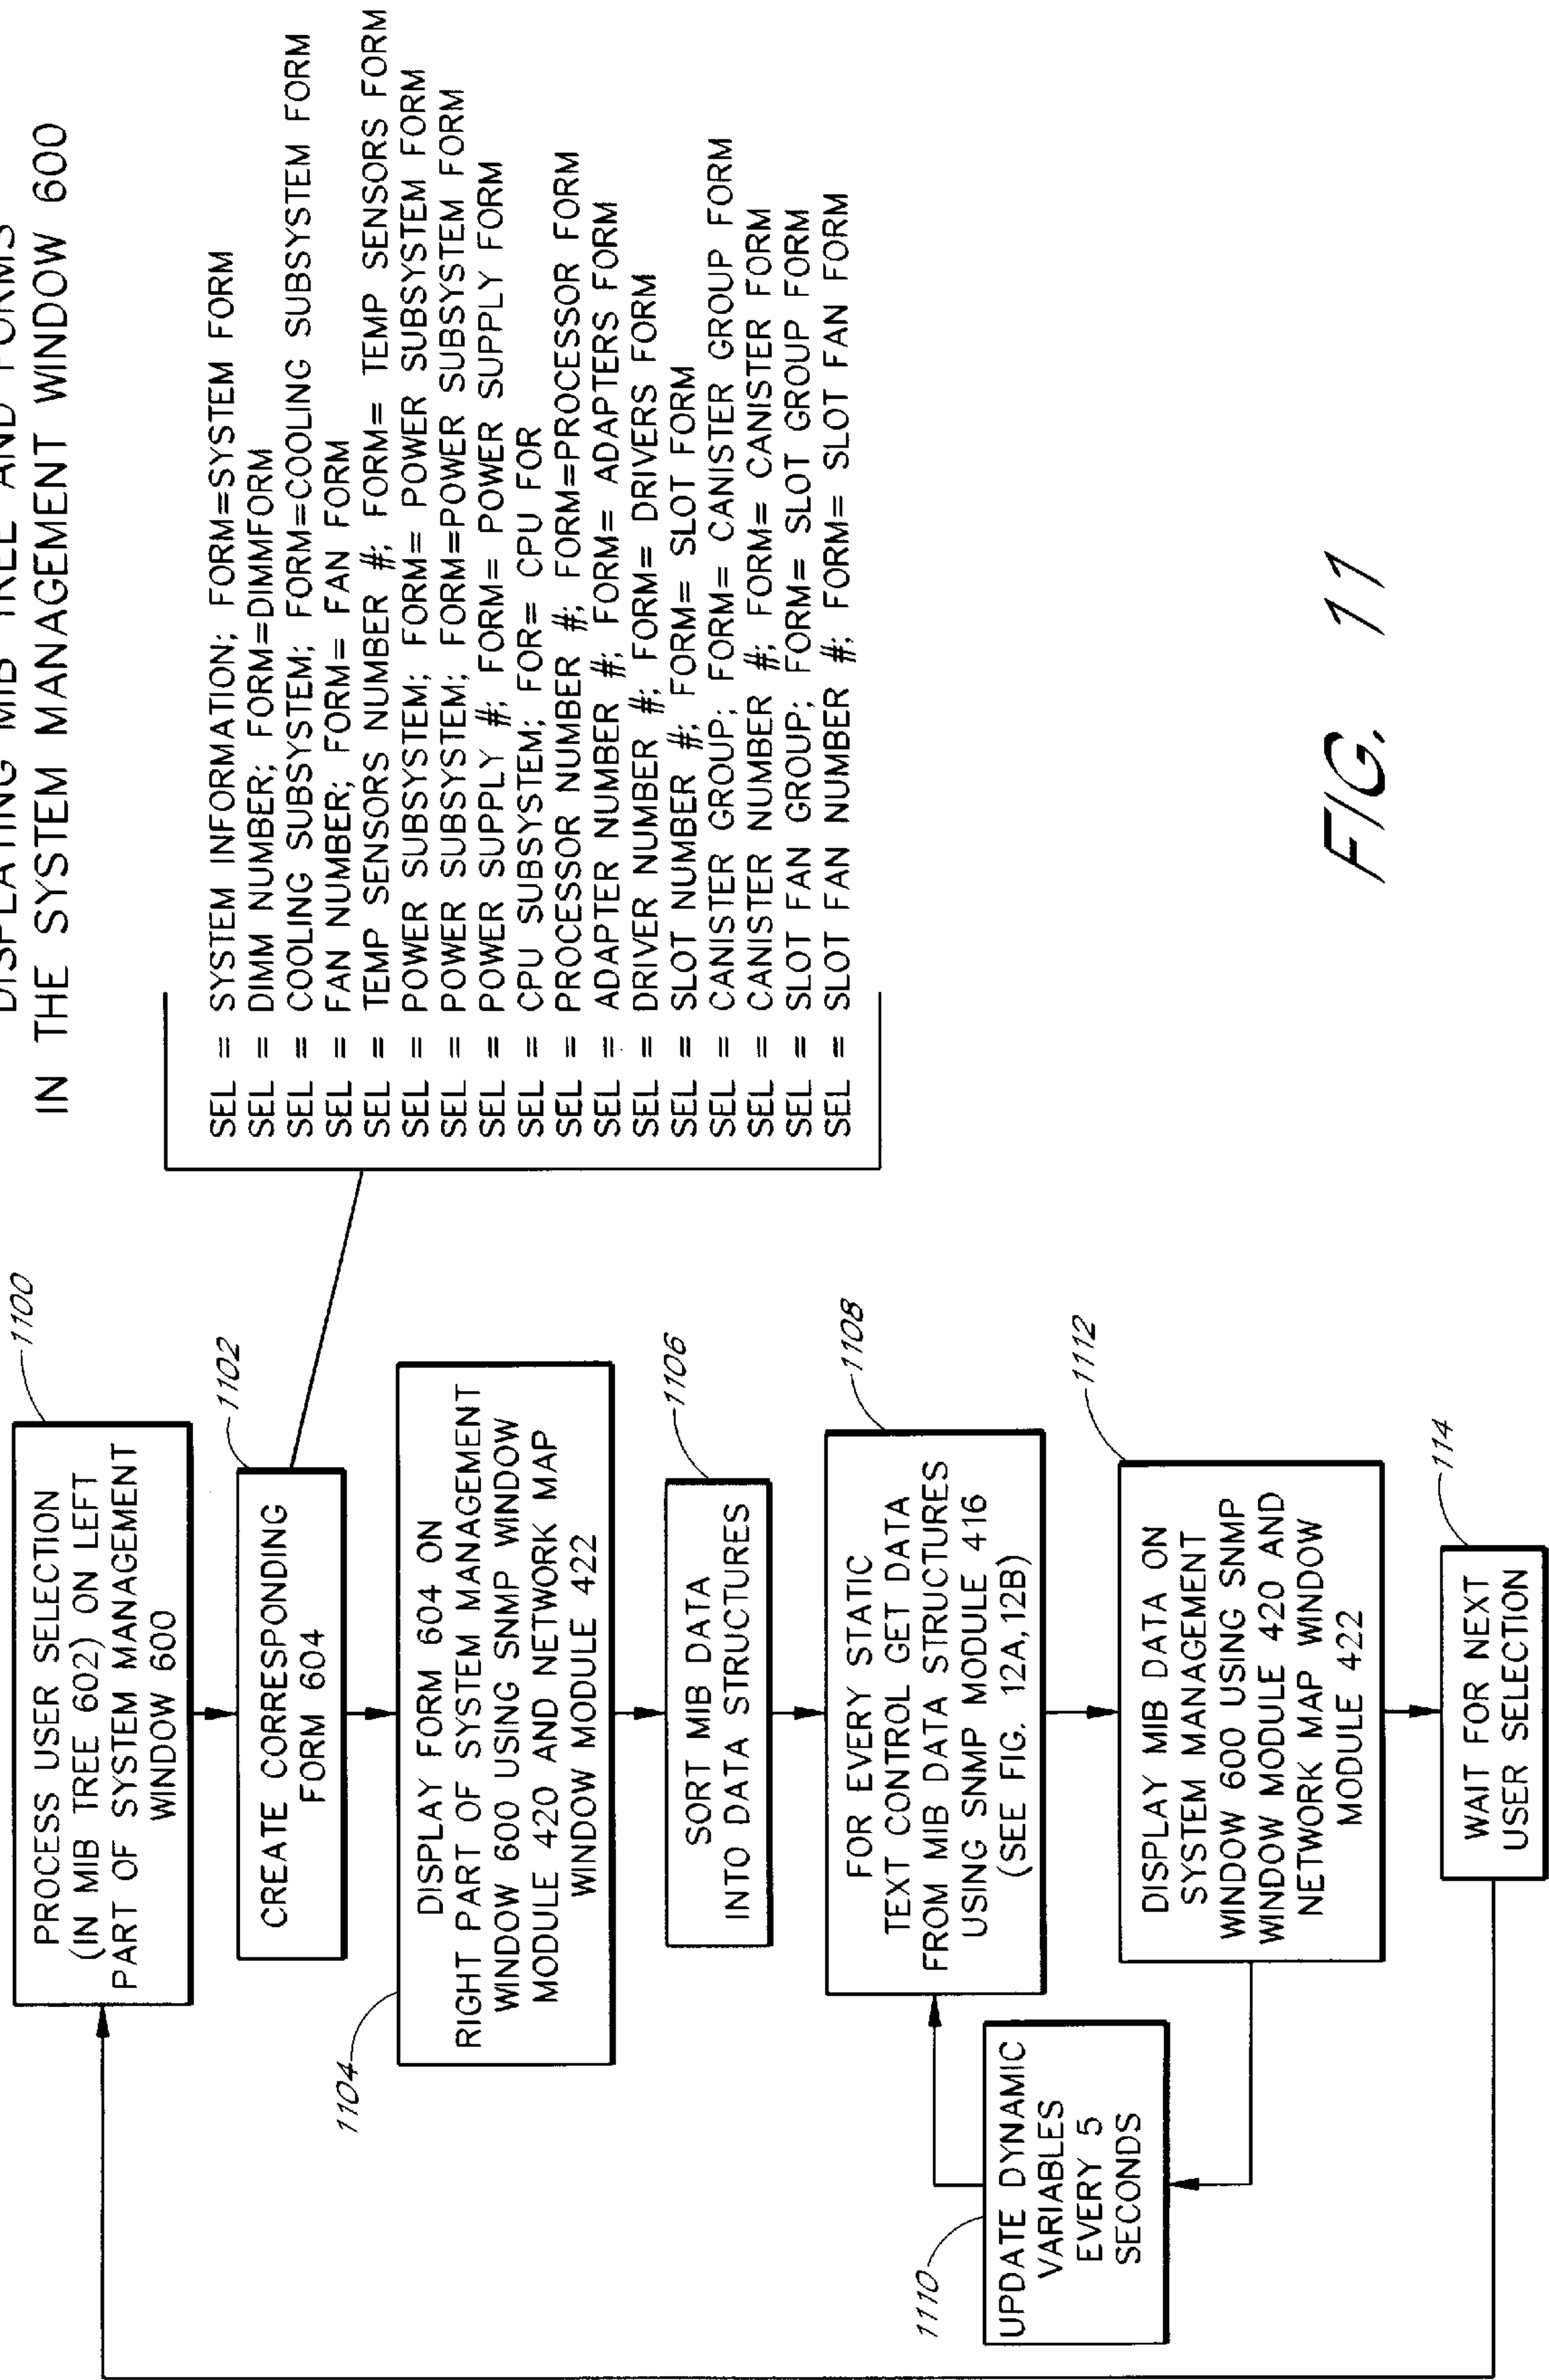 DISPLAYING MIB TREE AND FORMS
IN THE SYSTEM MANAGEMENT WINDOW 600
1100
PROCESS USER SELECTION
(IN MIB TREE 602) ON LEFT
PART OF SYSTEM MANAGEMENT
WINDOW 600
1102
CREATE CORRESPONDING
FORM 604
SEL = SYSTEM INFORMATION; FORM=SYSTEM FORM
SEL = DIMM NUMBER; FORM=DIMMFORM
SEL = COOLING SUBSYSTEM; FORM=COOLING SUBSYSTEM FORM
SEL = FAN NUMBER; FORM= FAN FORM
SEL = TEMP SENSORS NUMBER #; FORM= TEMP SENSORS FORM
SEL = POWER SUBSYSTEM; FORM= POWER SUBSYSTEM FORM
SEL = POWER SUBSYSTEM; FORM=POWER SUBSYSTEM FORM
SEL = POWER SUPPLY #; FORM= POWER SUPPLY FORM
SEL = CPU SUBSYSTEM; FOR= CPU FOR
SEL = PROCESSOR NUMBER #; FORM=PROCESSOR FORM
SEL = ADAPTER NUMBER #; FORM= ADAPTERS FORM
SEL = DRIVER NUMBER #; FORM= DRIVERS FORM
SEL = SLOT NUMBER #; FORM= SLOT FORM
SEL = CANISTER GROUP; FORM= CANISTER GROUP FORM
SEL = CANISTER NUMBER #; FORM= CANISTER FORM
SEL = SLOT FAN GROUP; FORM= SLOT GROUP FORM
SEL = SLOT FAN NUMBER #; FORM= SLOT FAN FORM
1104
DISPLAY FORM 604 ON
RIGHT PART OF SYSTEM MANAGEMENT
WINDOW 600 USING SNMP WINDOW
MODULE 420 AND NETWORK MAP
WINDOW MODULE 422
1106
SORT MIB DATA
INTO DATA STRUCTURES
1108
FOR EVERY STATIC
TEXT CONTROL GET DATA
FROM MIB DATA STRUCTURES
USING SNMP MODULE 416
(SEE FIG. 12A,12B)
1110
UPDATE DYNAMIC
VARIABLES
EVERY 5
SECONDS
1112
DISPLAY MIB DATA ON
SYSTEM MANAGEMENT
WINDOW 600 USING SNMP
WINDOW MODULE 420 AND
NETWORK MAP WINDOW
MODULE 422
114
WAIT FOR NEXT
USER SELECTION
FIG. 11